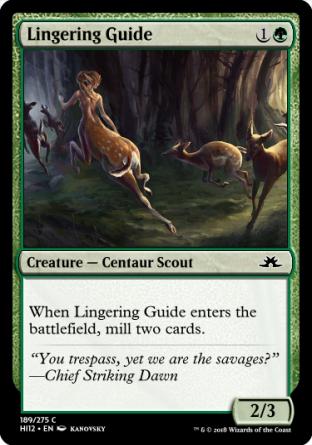 Lingering Guide 1
Creature — Centaur Scout
When Lingering Guide enters the
battlefield, mill two cards.
“You trespass, yet we are the savages?”
—Chief Striking Dawn
2/3
189/275 C
HI12 • EN KANOVSKY ™ & © 2018 Wizards of the Coast